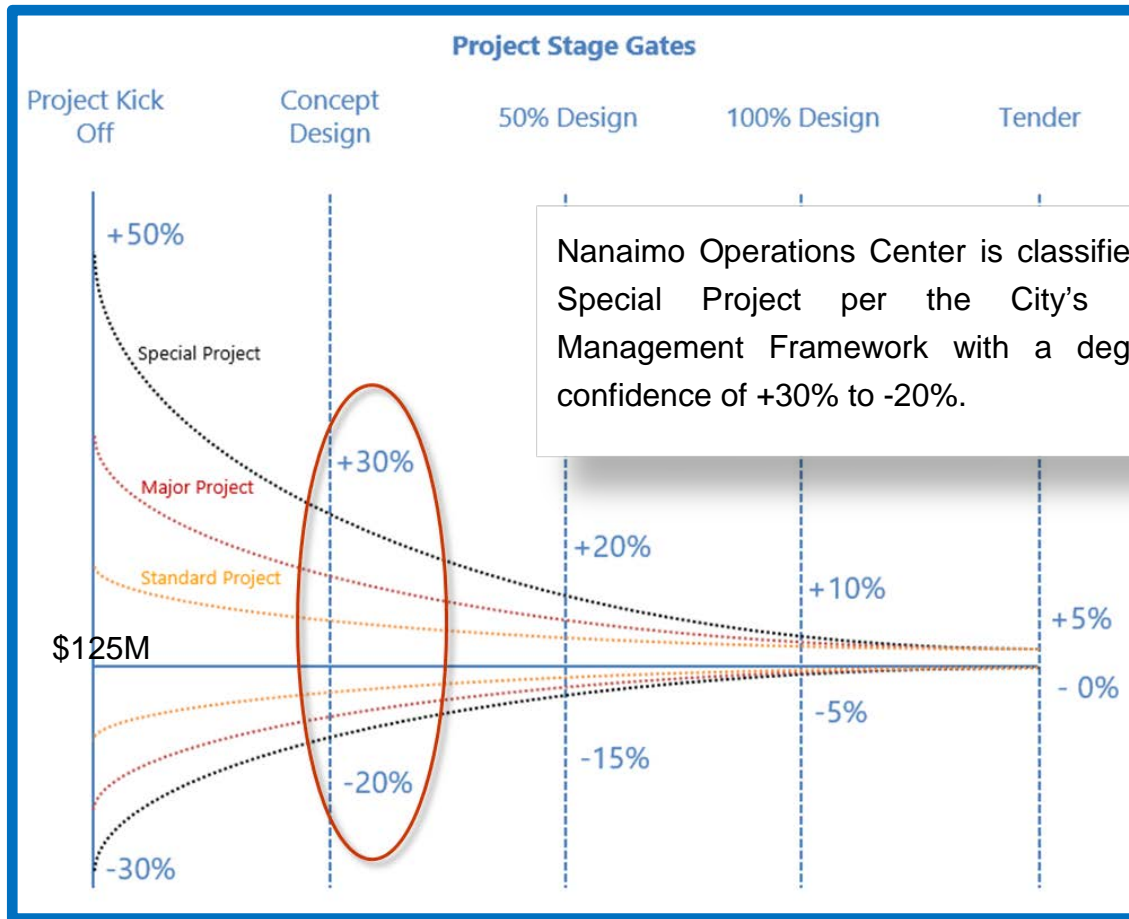 Project Stage Gates
Project Kick
Off
Concept
Design
50% Design
100% Design
Tender
+50%
Nanaimo Operations Center is classifie
Special Project per the City's
Management Framework with a deg
confidence of +30% to -20%.
Special Project
+30%
Major Project
+20%
Standard Project
+10%
+5%
$125M
- 0%
-5%
-15%
-20%
-30%